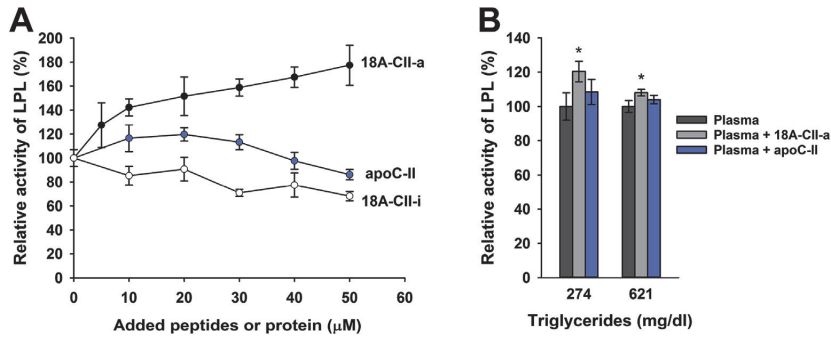 A
Relative activity of LPL (%)
200
180
160
140
120
100
80
60
40
20
0
18A-CII-a
apoC-II
18A-CII-i
0 10 20 30 40 50 60
Added peptides or protein (μM)
B
Relative activity of LPL (%)
140
120
100
80
60
40
20
0
* *
274 621
Triglycerides (mg/dl)
Plasma
Plasma + 18A-CII-a
Plasma + apoC-II